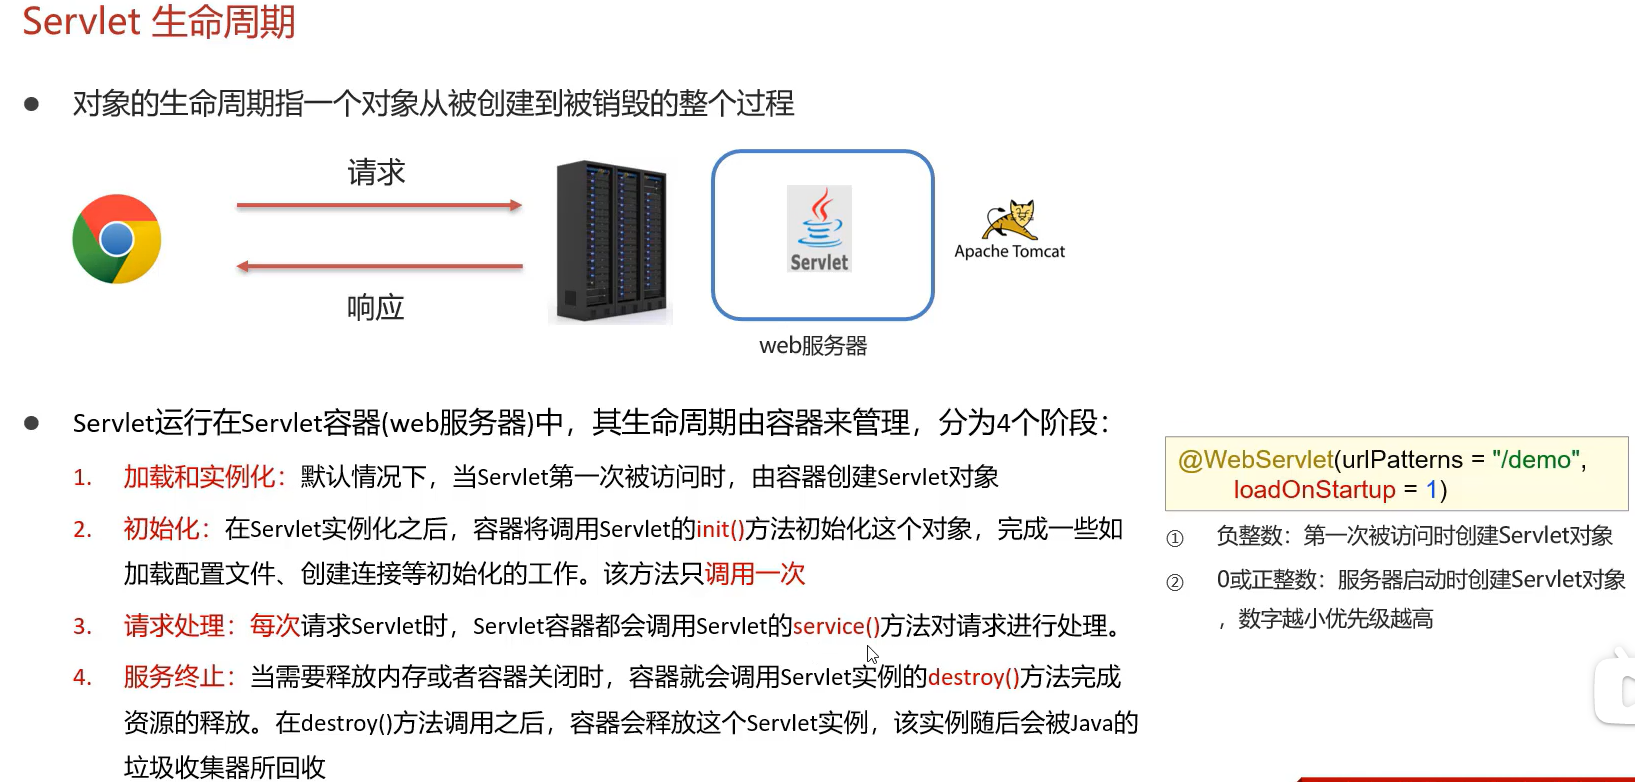 Servlet 生命周期
● 对象的生命周期指一个对象从被创建到被销毁的整个过程
请求
响应
Servlet
web服务器
Apache Tomcat
● Servlet运行在Servlet容器(web服务器)中，其生命周期由容器来管理，分为4个阶段：
1. 加载和实例化：默认情况下，当Servlet第一次被访问时，由容器创建Servlet对象
2. 初始化：在Servlet实例化之后，容器将调用Servlet的init()方法初始化这个对象，完成一些如
加载配置文件、创建连接等初始化的工作。该方法只调用一次
3. 请求处理：每次请求Servlet时，Servlet容器都会调用Servlet的service()方法对请求进行处理。
4. 服务终止：当需要释放内存或者容器关闭时，容器就会调用Servlet实例的destroy()方法完成
资源的释放。在destroy()方法调用之后，容器会释放这个Servlet实例，该实例随后会被Java的
垃圾收集器所回收
@WebServlet(urlPatterns = "/demo",
loadOnStartup = 1)
① 负整数：第一次被访问时创建Servlet对象
② 0或正整数：服务器启动时创建Servlet对象
，数字越小优先级越高